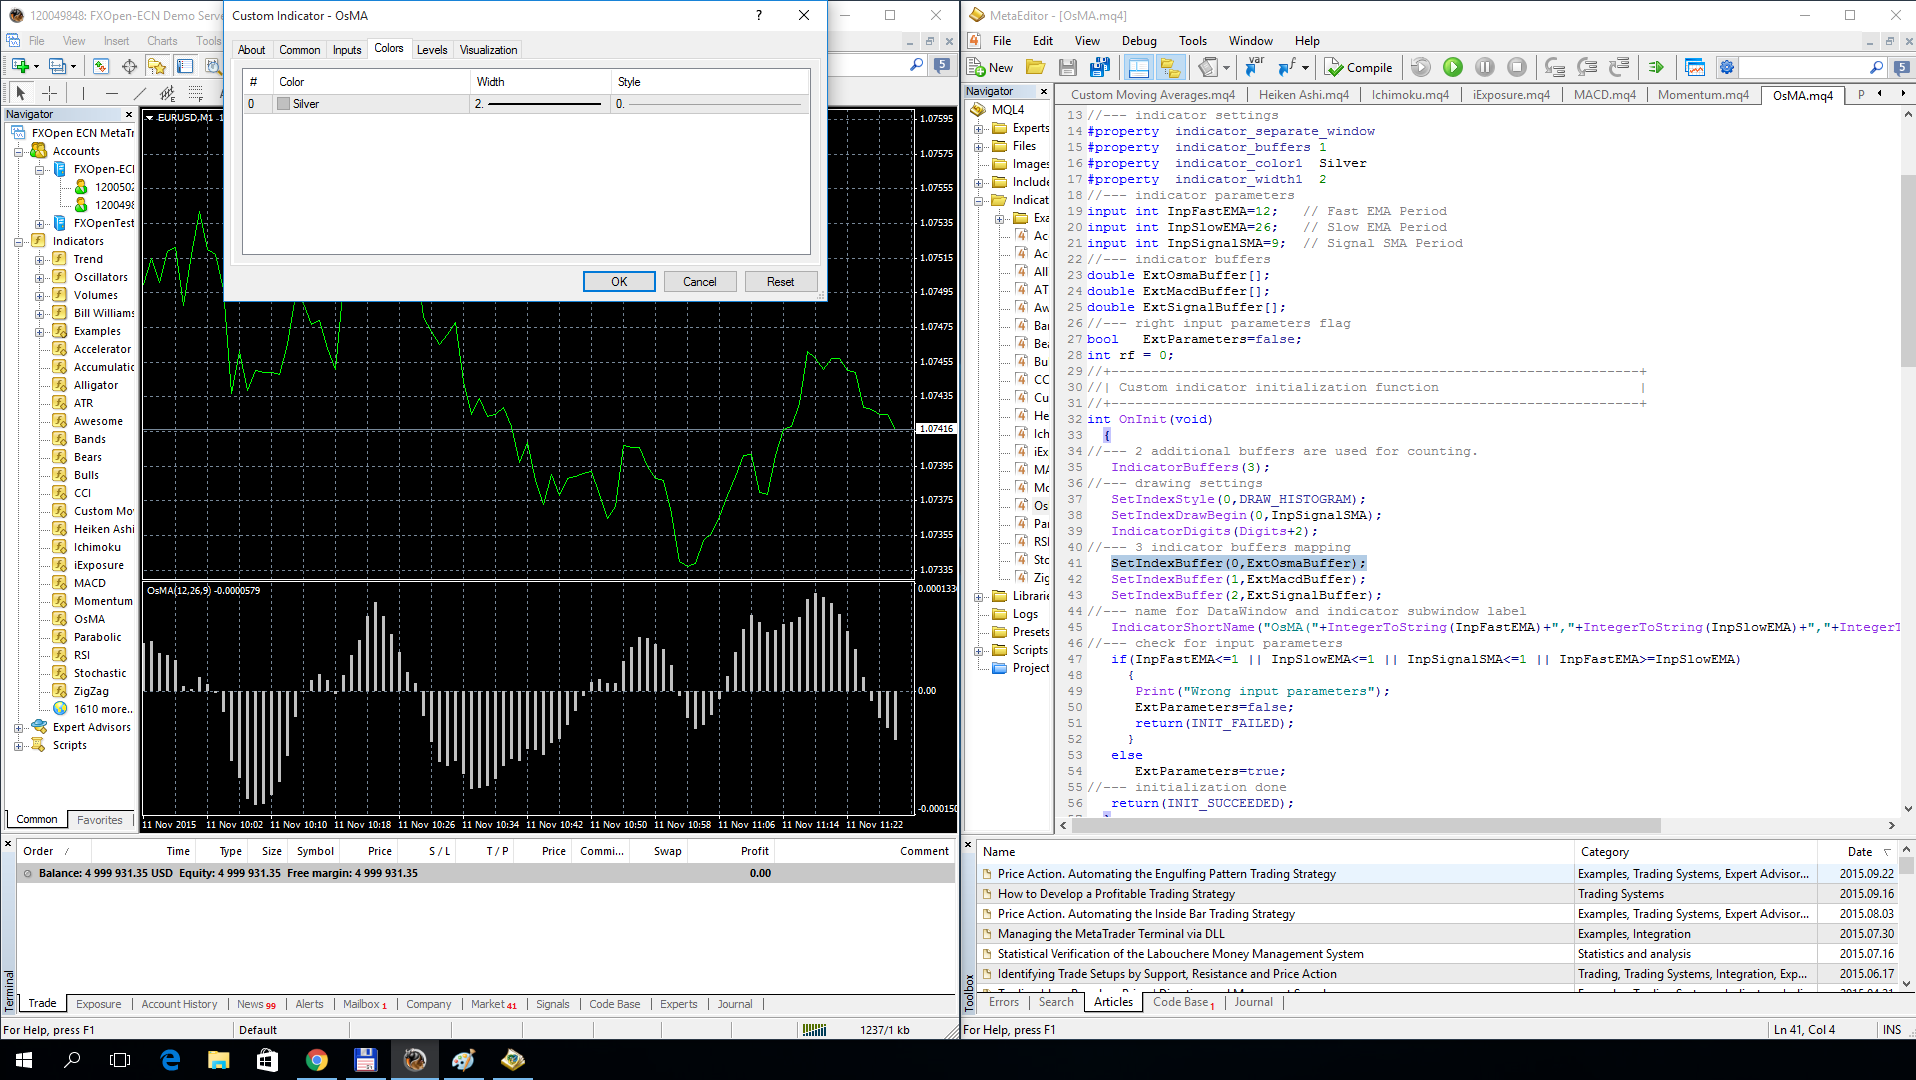 120049848: FXOpen-ECN Demo Serve
File View Insert Charts Tools
5
Navigator
FXOpen ECN MetaTr
Accounts
FXOpen-ECI
1200502
1200498
FXOpenTest
Indicators
Trend
Oscillators
Volumes
Bill Williams
Examples
Accelerator
Accumulatic
Alligator
ATR
Awesome
Bands
Bears
Bulls
CCI
Custom Mo
Heiken Ashi
Ichimoku
iExposure
MACD
Momentum
OsMA
Parabolic
RSI
Stochastic
ZigZag
1610 more..
Expert Advisors
Scripts
Common Favorites
Custom Indicator - OsMA
?
About Common Inputs Colors Levels Visualization
# Color Width Style
0 Silver 2. 0.
OK Cancel Reset
EURUSD,M1
1.07595
1.07575
1.07555
1.07535
1.07515
1.07495
1.07475
1.07455
1.07435
1.07416
1.07395
1.07375
1.07355
1.07335
OsMA(12,26,9) -0.0000579
0.000133
0.00
-0.000150
11 Nov 2015 11 Nov 10:02 11 Nov 10:10 11 Nov 10:18 11 Nov 10:26 11 Nov 10:34 11 Nov 10:42 11 Nov 10:50 11 Nov 10:58 11 Nov 11:06 11 Nov 11:14 11 Nov 11:22
Order / Time Type Size Symbol Price S / L T / P Price Commi... Swap Profit Comment
Balance: 4 999 931.35 USD Equity: 4 999 931.35 Free margin: 4 999 931.35 0.00
Terminal
Trade Exposure Account History News 99 Alerts Mailbox 1 Company Market 41 Signals Code Base Experts Journal
For Help, press F1 Default 1237/1 kb
MetaEditor - [OsMA.mq4]
File Edit View Debug Tools Window Help
New var Compile 5
Navigator
MQL4
Experts
Files
Images
Include
Indicat
Exa
Ac
Ac
All
AT
Aw
Bar
Bea
Bul
CC
Cu
He
Ich
iEx
MA
Mo
Os
Par
RSI
Sto
Zig
Librarie
Logs
Presets
Scripts
Project
Custom Moving Averages.mq4 Heiken Ashi.mq4 Ichimoku.mq4 iExposure.mq4 MACD.mq4 Momentum.mq4 OsMA.mq4 P
13 //--- indicator settings
14 #property indicator_separate_window
15 #property indicator_buffers 1
16 #property indicator_color1 Silver
17 #property indicator_width1 2
18 //--- indicator parameters
19 input int InpFastEMA=12; // Fast EMA Period
20 input int InpSlowEMA=26; // Slow EMA Period
21 input int InpSignalSMA=9; // Signal SMA Period
22 //--- indicator buffers
23 double ExtOsmaBuffer[];
24 double ExtMacdBuffer[];
25 double ExtSignalBuffer[];
26 //--- right input parameters flag
27 bool ExtParameters=false;
28 int rf = 0;
29 //+------------------------------------------------------------------+
30 //| Custom indicator initialization function |
31 //+------------------------------------------------------------------+
32 int OnInit(void)
33 {
34 //--- 2 additional buffers are used for counting.
35 IndicatorBuffers(3);
36 //--- drawing settings
37 SetIndexStyle(0,DRAW_HISTOGRAM);
38 SetIndexDrawBegin(0,InpSignalSMA);
39 IndicatorDigits(Digits+2);
40 //--- 3 indicator buffers mapping
41 SetIndexBuffer(0,ExtOsmaBuffer);
42 SetIndexBuffer(1,ExtMacdBuffer);
43 SetIndexBuffer(2,ExtSignalBuffer);
44 //--- name for DataWindow and indicator subwindow label
45 IndicatorShortName("OsMA("+IntegerToString(InpFastEMA)+","+IntegerToString(InpSlowEMA)+","+IntegerT
46 //--- check for input parameters
47 if(InpFastEMA<=1 || InpSlowEMA<=1 || InpSignalSMA<=1 || InpFastEMA>=InpSlowEMA)
48 {
49 Print("Wrong input parameters");
50 ExtParameters=false;
51 return(INIT_FAILED);
52 }
53 else
54 ExtParameters=true;
55 //--- initialization done
56 return(INIT_SUCCEEDED);
Name Category Date
Price Action. Automating the Engulfing Pattern Trading Strategy Examples, Trading Systems, Expert Advisor... 2015.09.22
How to Develop a Profitable Trading Strategy Trading Systems 2015.09.16
Price Action. Automating the Inside Bar Trading Strategy Examples, Trading Systems, Expert Advisor... 2015.08.03
Managing the MetaTrader Terminal via DLL Examples, Integration 2015.07.30
Statistical Verification of the Labouchere Money Management System Statistics and analysis 2015.07.16
Identifying Trade Setups by Support, Resistance and Price Action Trading, Trading Systems, Integration, Exp... 2015.06.17
Toolbox
Errors Search Articles Code Base 1 Journal
For Help, press F1 Ln 41, Col 4 INS